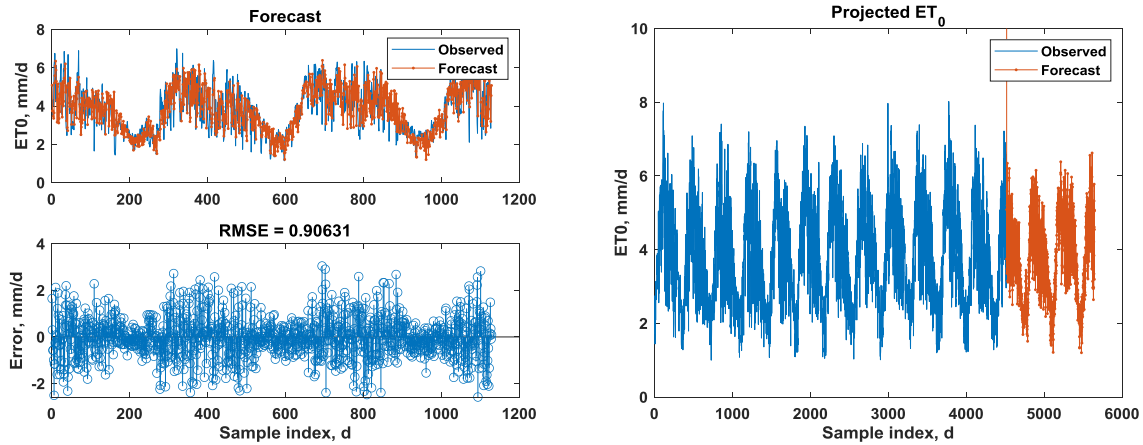 Forecast
8
6
4
2
0
ET0, mm/d
Observed
Forecast
0 200 400 600 800 1000 1200
RMSE = 0.90631
4
2
0
-2
Error, mm/d
0 200 400 600 800 1000 1200
Sample index, d
Projected ET0
10
8
6
4
2
0
ET0, mm/d
Observed
Forecast
0 1000 2000 3000 4000 5000 6000
Sample index, d